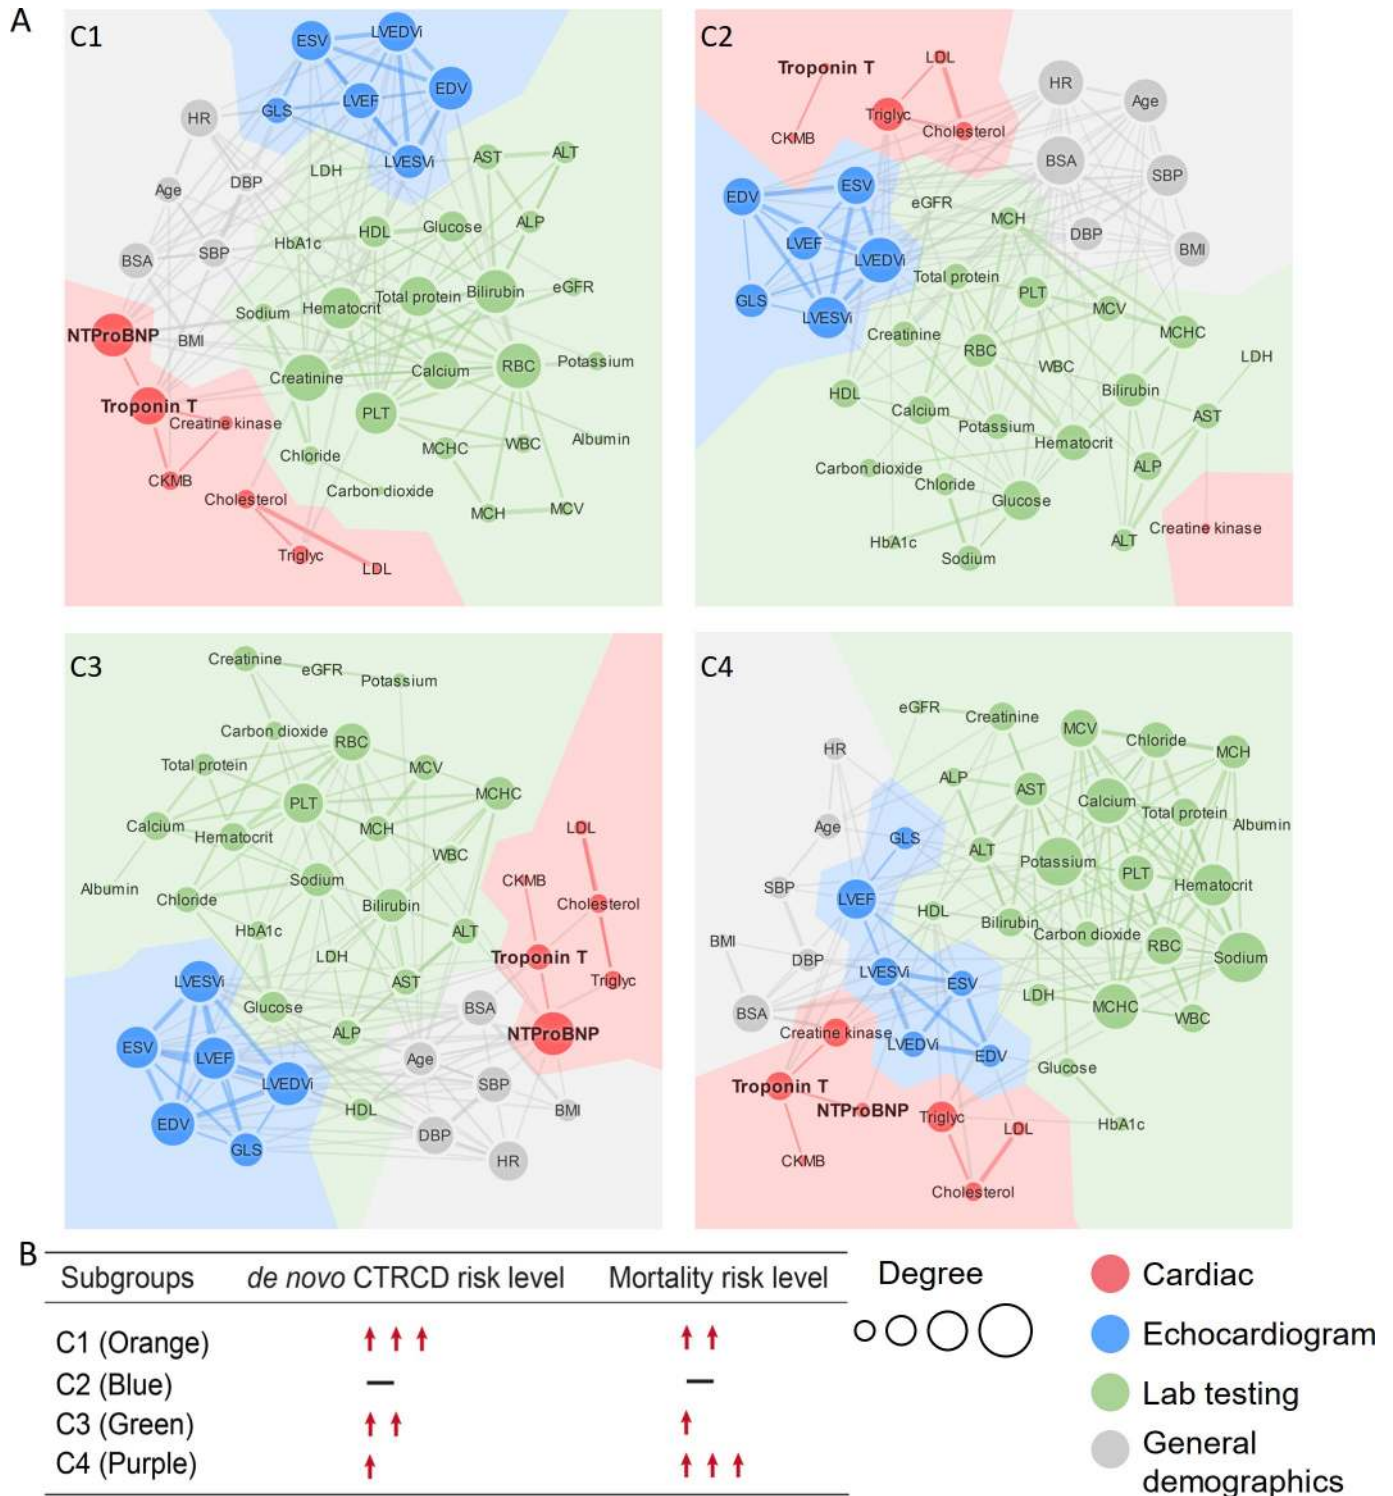 A
C1
ESV
LVEDVi
EDV
GLS
LVEF
LVESVi
HR
LDH
AST
ALT
Age
DBP
HDL
Glucose
ALP
HbA1c
BSA
SBP
Total protein
Bilirubin
eGFR
Sodium
Hematocrit
NTProBNP
BMI
Creatinine
Calcium
RBC
Potassium
Troponin T
Creatine kinase
PLT
Chloride
MCHC
WBC
Albumin
CKMB
Cholesterol
Carbon dioxide
MCH
MCV
Triglyc
LDL
C2
Troponin T
LDL
HR
Age
Triglyc
CKMB
Cholesterol
BSA
SBP
EDV
ESV
eGFR
MCH
DBP
BMI
LVEF
LVEDVi
Total protein
PLT
GLS
LVESVi
MCV
Creatinine
MCHC
RBC
WBC
LDH
HDL
Bilirubin
Calcium
Potassium
AST
Hematocrit
Carbon dioxide
ALP
Chloride
Glucose
Creatine kinase
HbA1c
ALT
Sodium
C3
Creatinine
eGFR
Potassium
Carbon dioxide
RBC
Total protein
MCV
PLT
MCHC
Calcium
Hematocrit
MCH
LDL
WBC
Sodium
CKMB
Albumin
Chloride
Bilirubin
Cholesterol
HbA1c
ALT
LDH
Troponin T
LVESVi
AST
Triglyc
Glucose
BSA
ALP
NTProBNP
ESV
LVEF
Age
LVEDVi
SBP
HDL
BMI
EDV
DBP
GLS
HR
C4
eGFR
Creatinine
MCV
Chloride
MCH
HR
ALP
AST
Calcium
Total protein
Albumin
Age
GLS
ALT
Potassium
PLT
Hematocrit
SBP
LVEF
HDL
Bilirubin
Carbon dioxide
RBC
BMI
DBP
LVESVi
ESV
Sodium
LDH
MCHC
WBC
BSA
Creatine kinase
LVEDVi
EDV
Glucose
Troponin T
NTProBNP
Triglyc
LDL
HbA1c
CKMB
Cholesterol
B
Subgroups de novo CTRCD risk level Mortality risk level
C1 (Orange) ↑ ↑ ↑ ↑ ↑
C2 (Blue) — —
C3 (Green) ↑ ↑ ↑
C4 (Purple) ↑ ↑ ↑ ↑
Degree
Cardiac
Echocardiogram
Lab testing
General
demographics